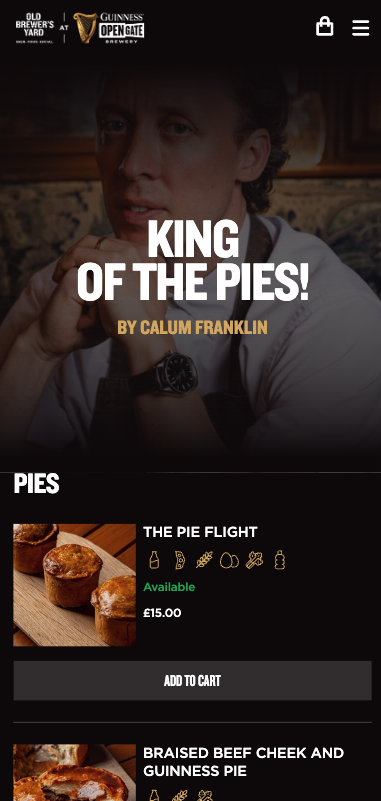 OLD
BREWER'S
YARD
AT
GUINNESS
OPEN GATE
BREWERY
KING
OF THE PIES!
BY CALUM FRANKLIN
PIES
THE PIE FLIGHT
Available
£15.00
ADD TO CART
BRAISED BEEF CHEEK AND
GUINNESS PIE